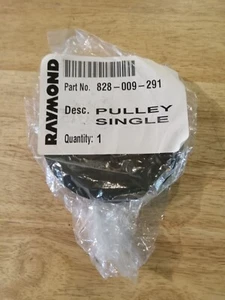 RAYMOND
Part No. 828-009-291
Desc. PULLEY
SINGLE
Quantity: 1